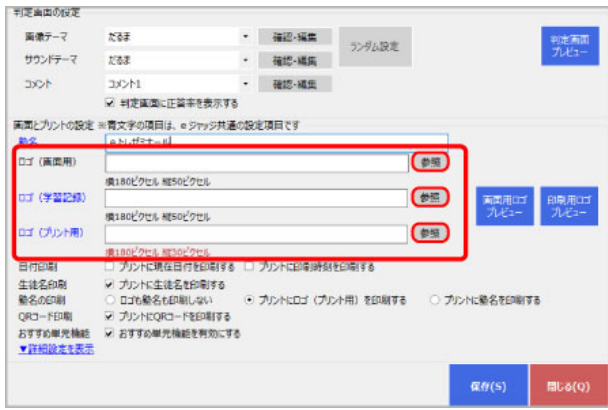 判定画面の設定
画像テーマ だるま 確認・編集 ランダム設定 判定画面プレビュー
サウンドテーマ だるま 確認・編集
コメント コメント1 確認・編集
判定画面に正答率を表示する
画面とプリントの設定 ※青文字の項目は、eジャッジ共通の設定項目です
塾名 eトレゼミナール
ロゴ（画面用） 参照
横180ピクセル 縦50ピクセル
ロゴ（学習記録） 参照 画面用ロゴプレビュー 印刷用ロゴプレビュー
横180ピクセル 縦50ピクセル
ロゴ（プリント用） 参照
横180ピクセル 縦30ピクセル
日付印刷 プリントに現在日付を印刷する プリントに印刷時刻を印刷する
生徒名印刷 プリントに生徒名を印刷する
塾名の印刷 ロゴも塾名も印刷しない プリントにロゴ（プリント用）を印刷する プリントに塾名を印刷する
QRコード印刷 プリントにQRコードを印刷する
おすすめ単元機能 おすすめ単元機能を有効にする
▼詳細設定を表示
保存(S) 閉じる(Q)